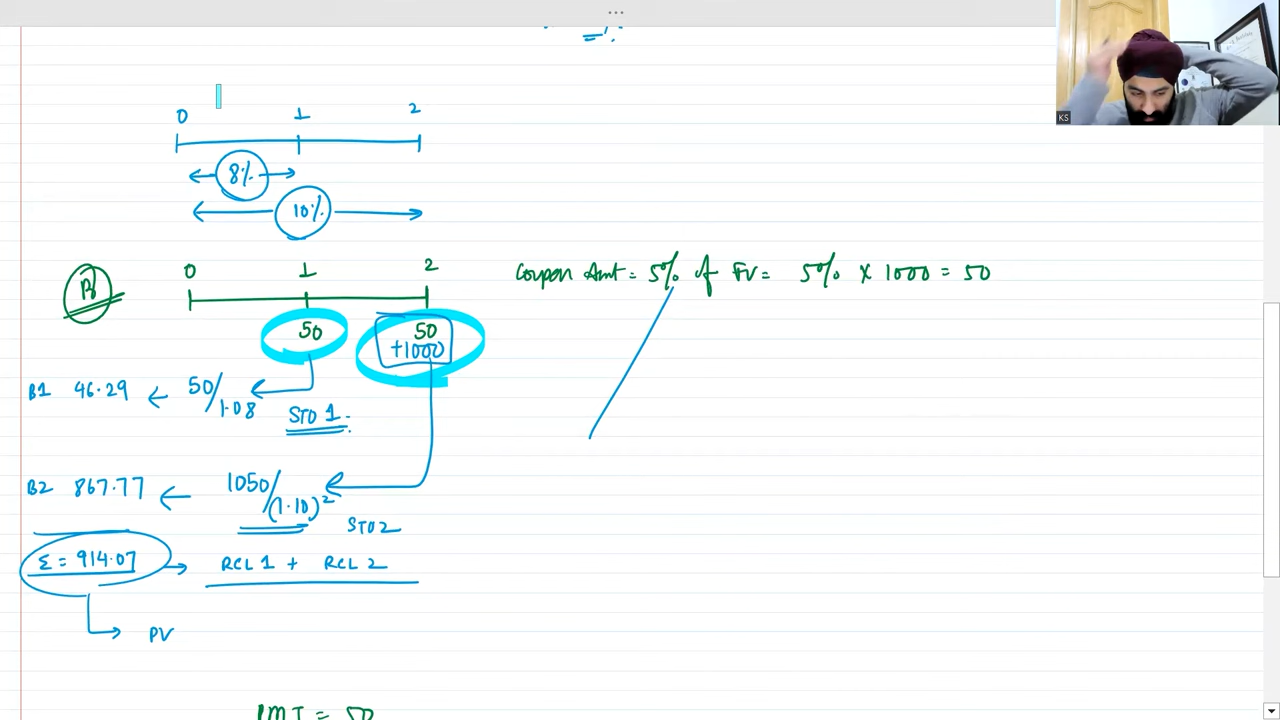 0 1 2
8%
10%
B 0 1 2 Coupon Amt = 5% of FV = 5% x 1000 = 50
50 50
+1000
B1 46.29 ← 50/1.08
STO 1
B2 867.77 ← 1050/(1.10)²
STO2
Σ = 914.07 → RCL 1 + RCL 2
PV
PMT = 50
KS